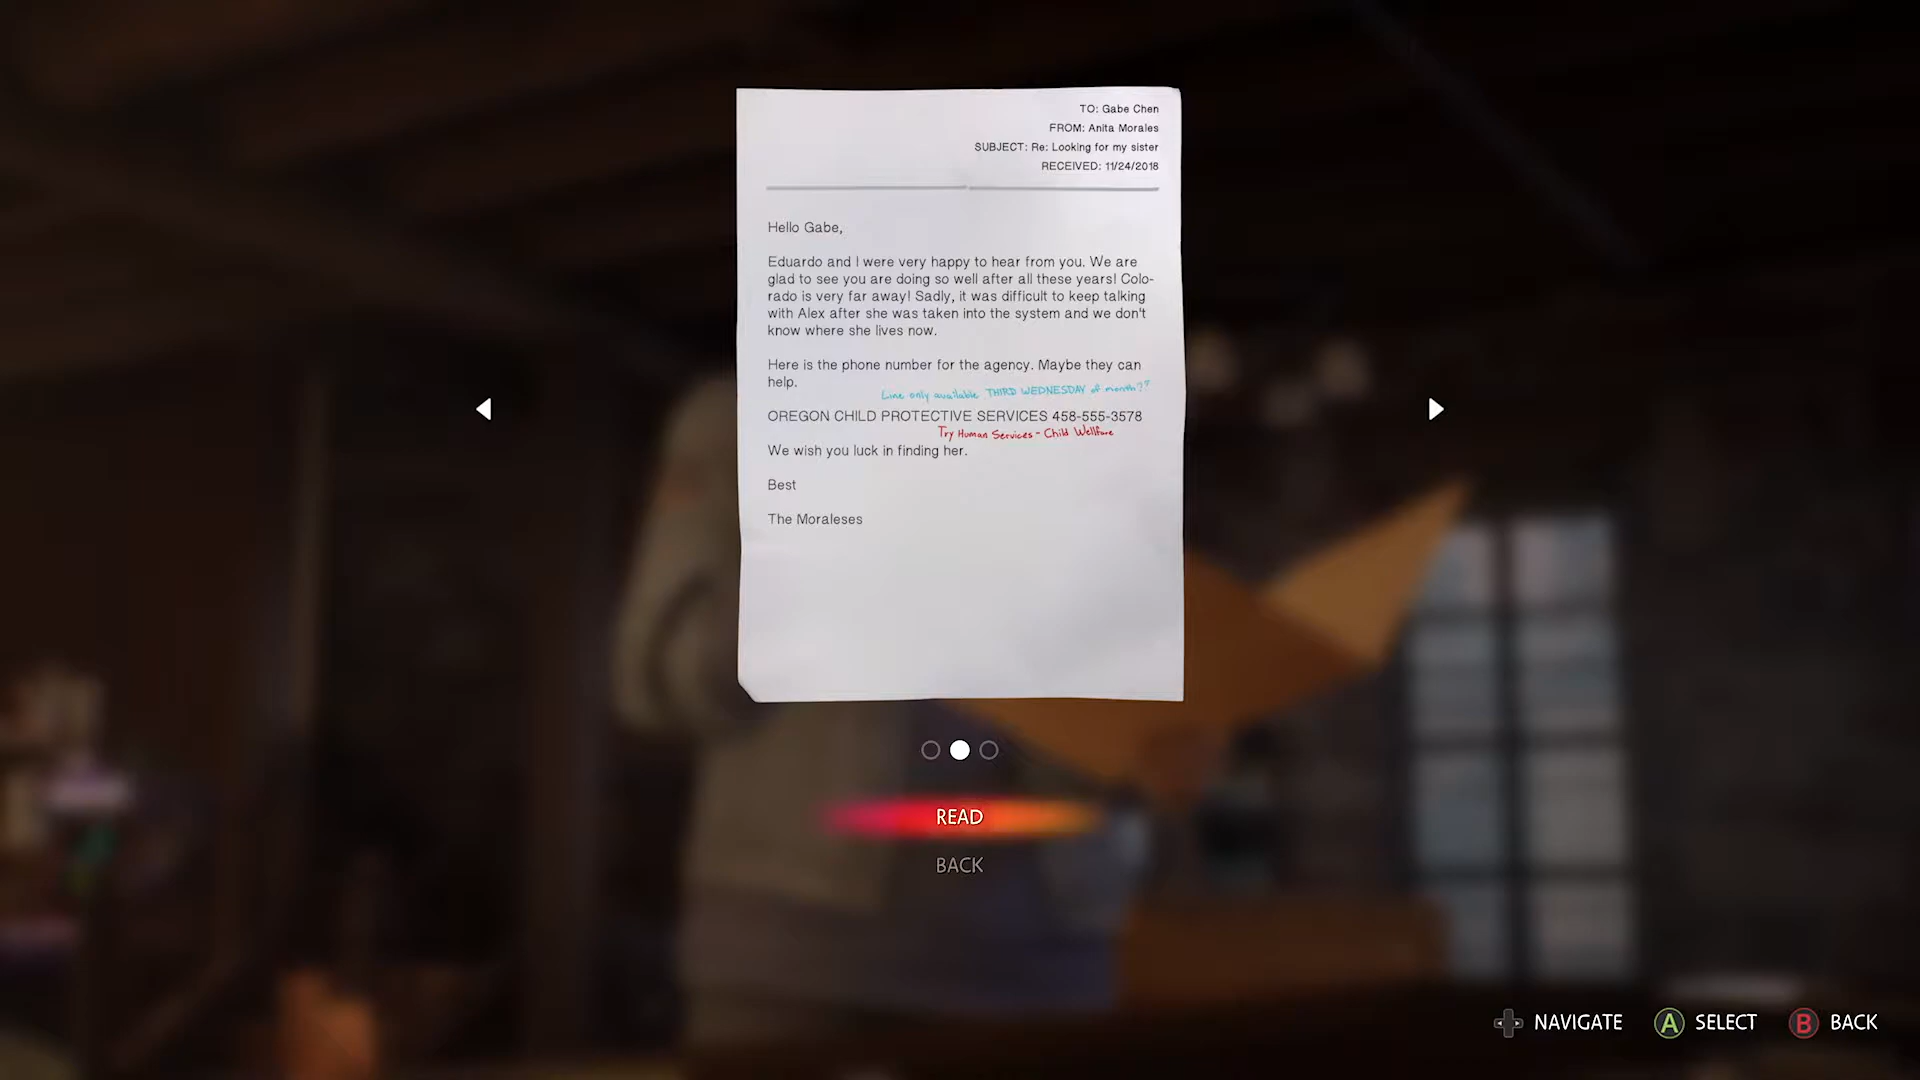 TO: Gabe Chen
FROM: Anita Morales
SUBJECT: Re: Looking for my sister
RECEIVED: 11/24/2018
Hello Gabe,
Eduardo and I were very happy to hear from you. We are
glad to see you are doing so well after all these years! Colo-
rado is very far away! Sadly, it was difficult to keep talking
with Alex after she was taken into the system and we don't
know where she lives now.
Here is the phone number for the agency. Maybe they can
help.
Line only available THIRD WEDNESDAY of month??
OREGON CHILD PROTECTIVE SERVICES 458-555-3578
Try Human Services - Child Wellfare
We wish you luck in finding her.
Best
The Moraleses
READ
BACK
NAVIGATE A SELECT B BACK